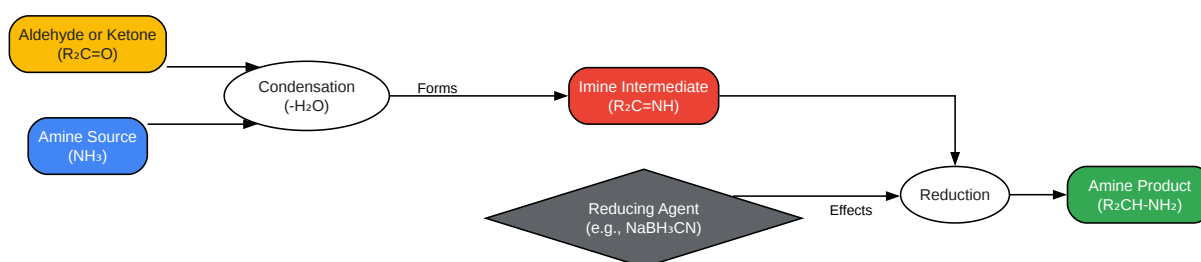 Aldehyde or Ketone
(R₂C=O)
Condensation
(-H₂O)
Forms
Imine Intermediate
(R₂C=NH)
Amine Source
(NH₃)
Reducing Agent
(e.g., NaBH₃CN)
Effects
Reduction
Amine Product
(R₂CH-NH₂)